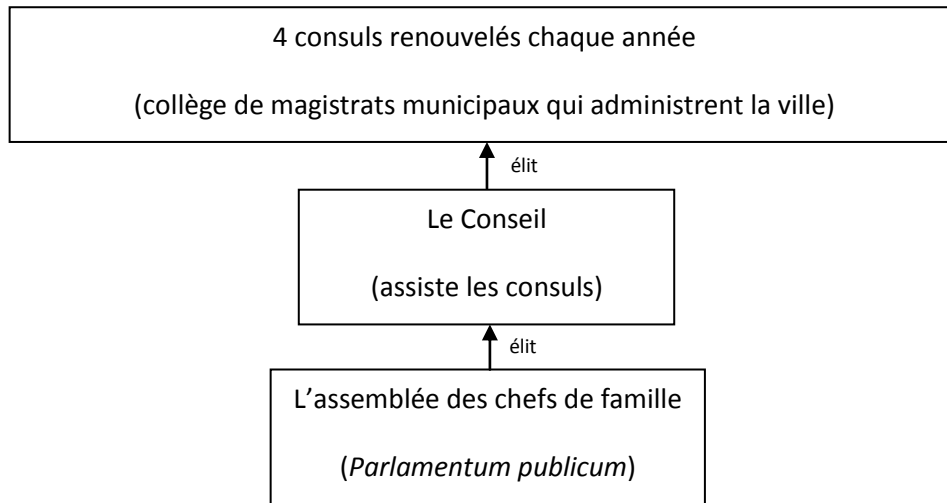 4 consuls renouvelés chaque année
(collège de magistrats municipaux qui administrent la ville)
élit
Le Conseil
(assiste les consuls)
élit
L'assemblée des chefs de famille
(Parlamentum publicum)